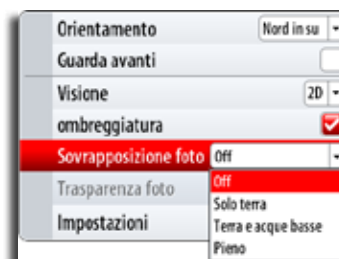 Orientamento Nord in su
Guarda avanti
Visione 2D
ombreggiatura
Sovrapposizione foto Off
Off
Trasparenza foto
Solo terra
Impostazioni
Terra e acque basse
Pieno